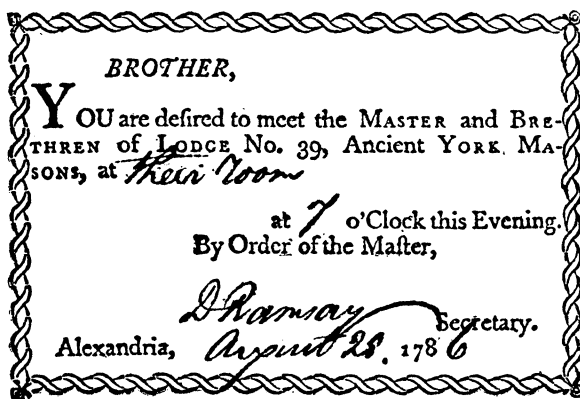 BROTHER,
YOU are deſired to meet the MASTER and BRE-
THREN of LODGE No. 39, Ancient YORK MA-
SONS, at their room
at 7 o'Clock this Evening.
By Order of the Maſter,
D Ramsay Secretary.
Alexandria, August 28. 1786